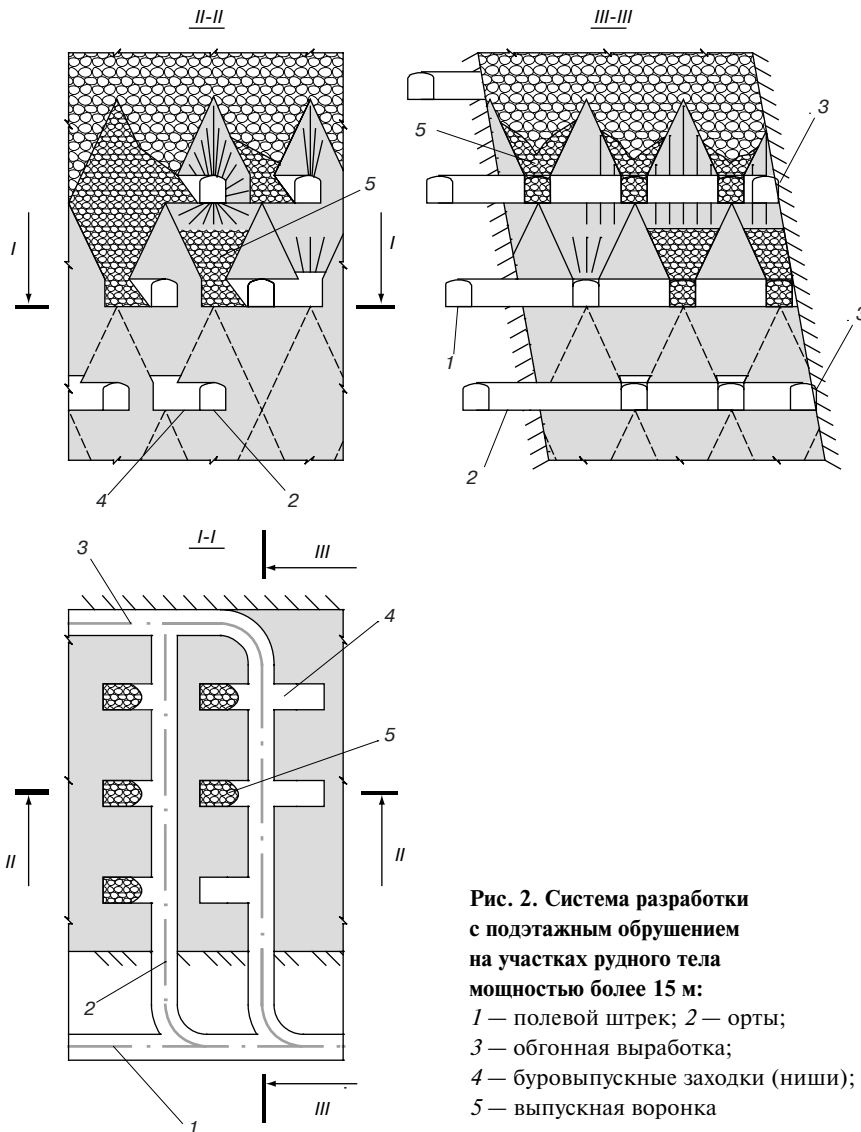 II-II
III-III
3
5
5
I
I
3
1
2
4
2
I-I
III
3
4
5
II
II
2
III
1
Рис. 2. Система разработки
с подэтажным обрушением
на участках рудного тела
мощностью более 15 м:
1 — полевой штрек; 2 — орты;
3 — обгонная выработка;
4 — буровыпускные заходки (ниши);
5 — выпускная воронка